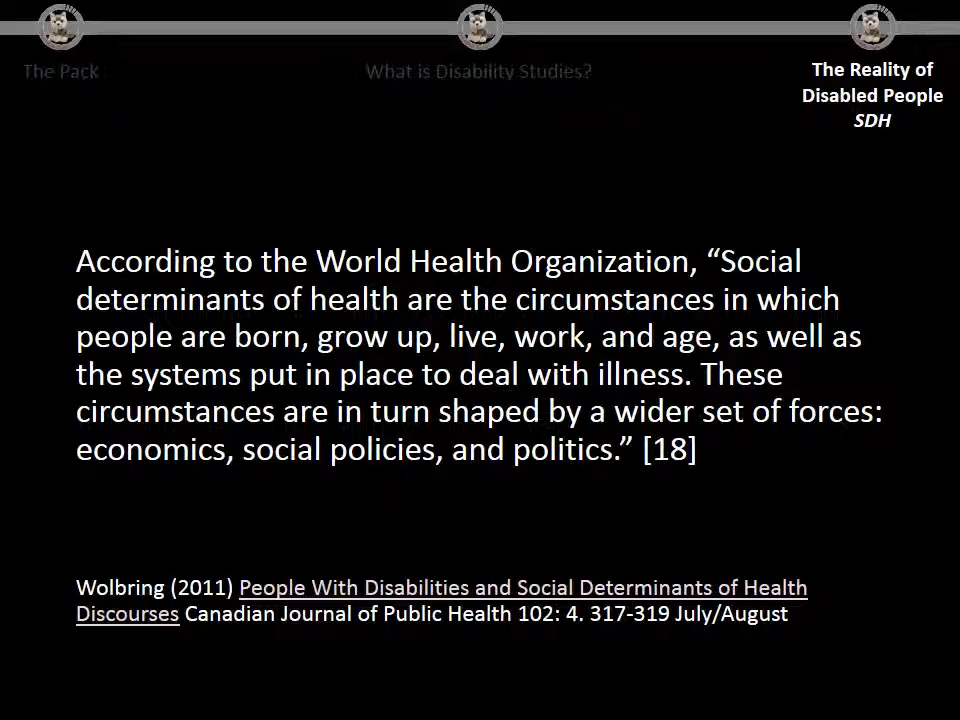 The Pack
What is Disability Studies?
The Reality of
Disabled People
SDH
According to the World Health Organization, “Social
determinants of health are the circumstances in which
people are born, grow up, live, work, and age, as well as
the systems put in place to deal with illness. These
circumstances are in turn shaped by a wider set of forces:
economics, social policies, and politics.” [18]
Wolbring (2011) People With Disabilities and Social Determinants of Health
Discourses Canadian Journal of Public Health 102: 4. 317-319 July/August